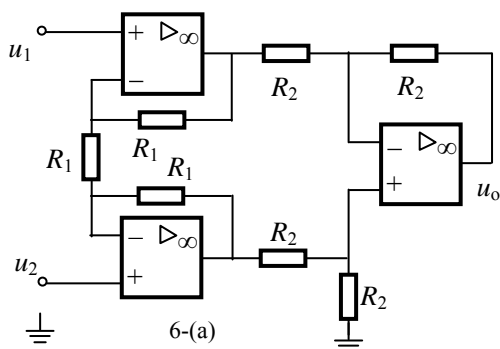 + ▷∞
u₁
−
R₂
R₂
R₁
R₁
R₁
− ▷∞
+
uₒ
− ▷∞
+
R₂
u₂
R₂
6-(a)